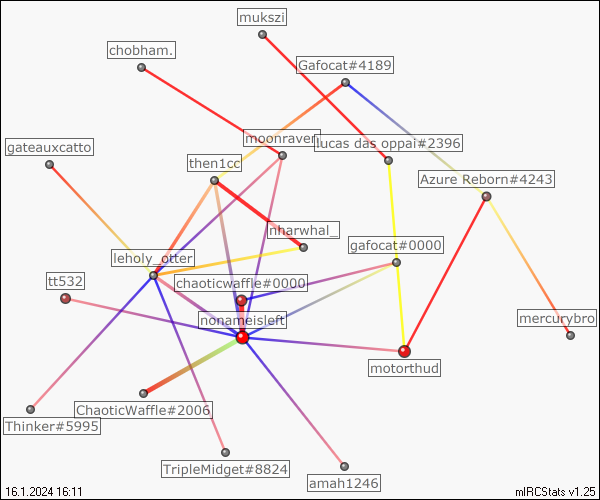 mukszi
chobham.
Gafocat#4189
moonraven
lucas das oppai#2396
gateauxcatto
then1cc
Azure Reborn#4243
nharwhal_
gafocat#0000
leholy_otter
tt532
chaoticwaffle#0000
nonameisleft
mercurybro
motorthud
ChaoticWaffle#2006
Thinker#5995
TripleMidget#8824
amah1246
16.1.2024 16:11
mIRCStats v1.25